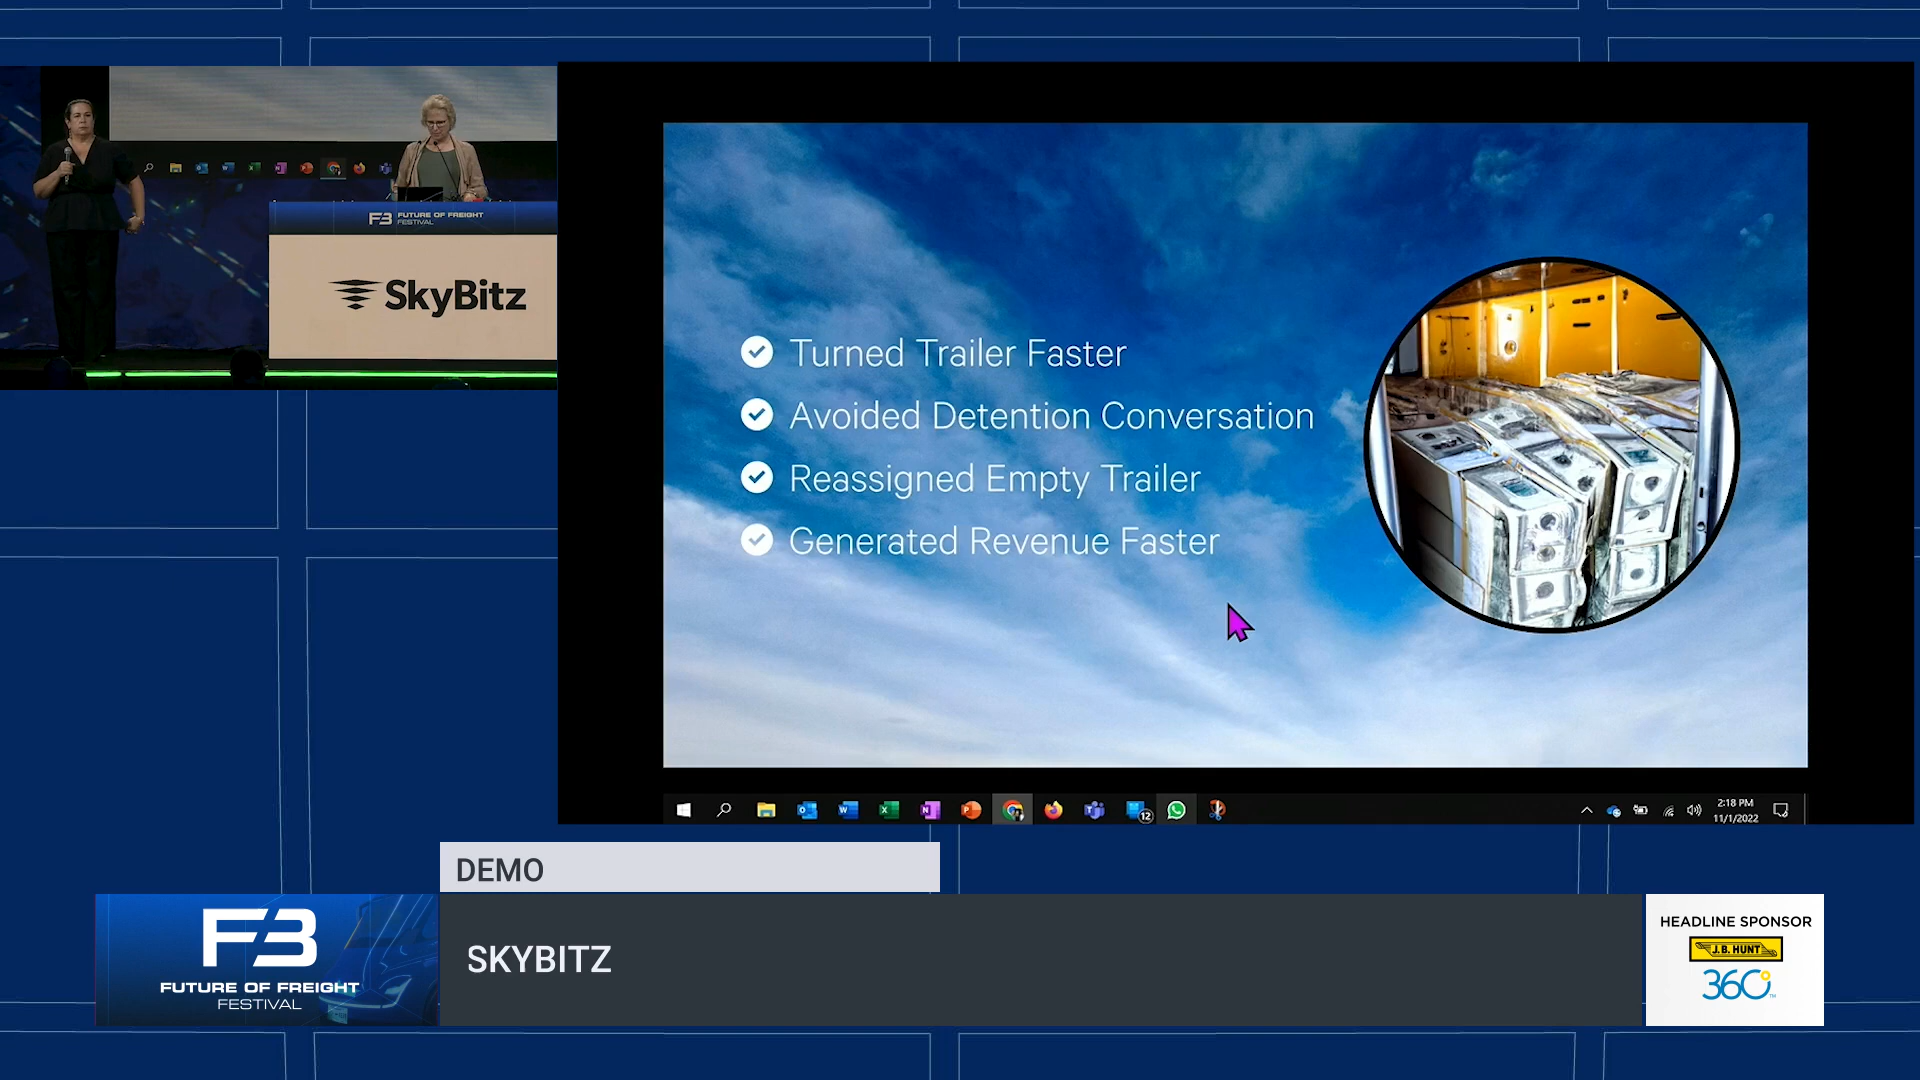 F3 FUTURE OF FREIGHT
FESTIVAL
SkyBitz
Turned Trailer Faster
Avoided Detention Conversation
Reassigned Empty Trailer
Generated Revenue Faster
12
2:18 PM
11/1/2022
DEMO
SKYBITZ
F3
FUTURE OF FREIGHT
FESTIVAL
HEADLINE SPONSOR
J.B. HUNT
360°